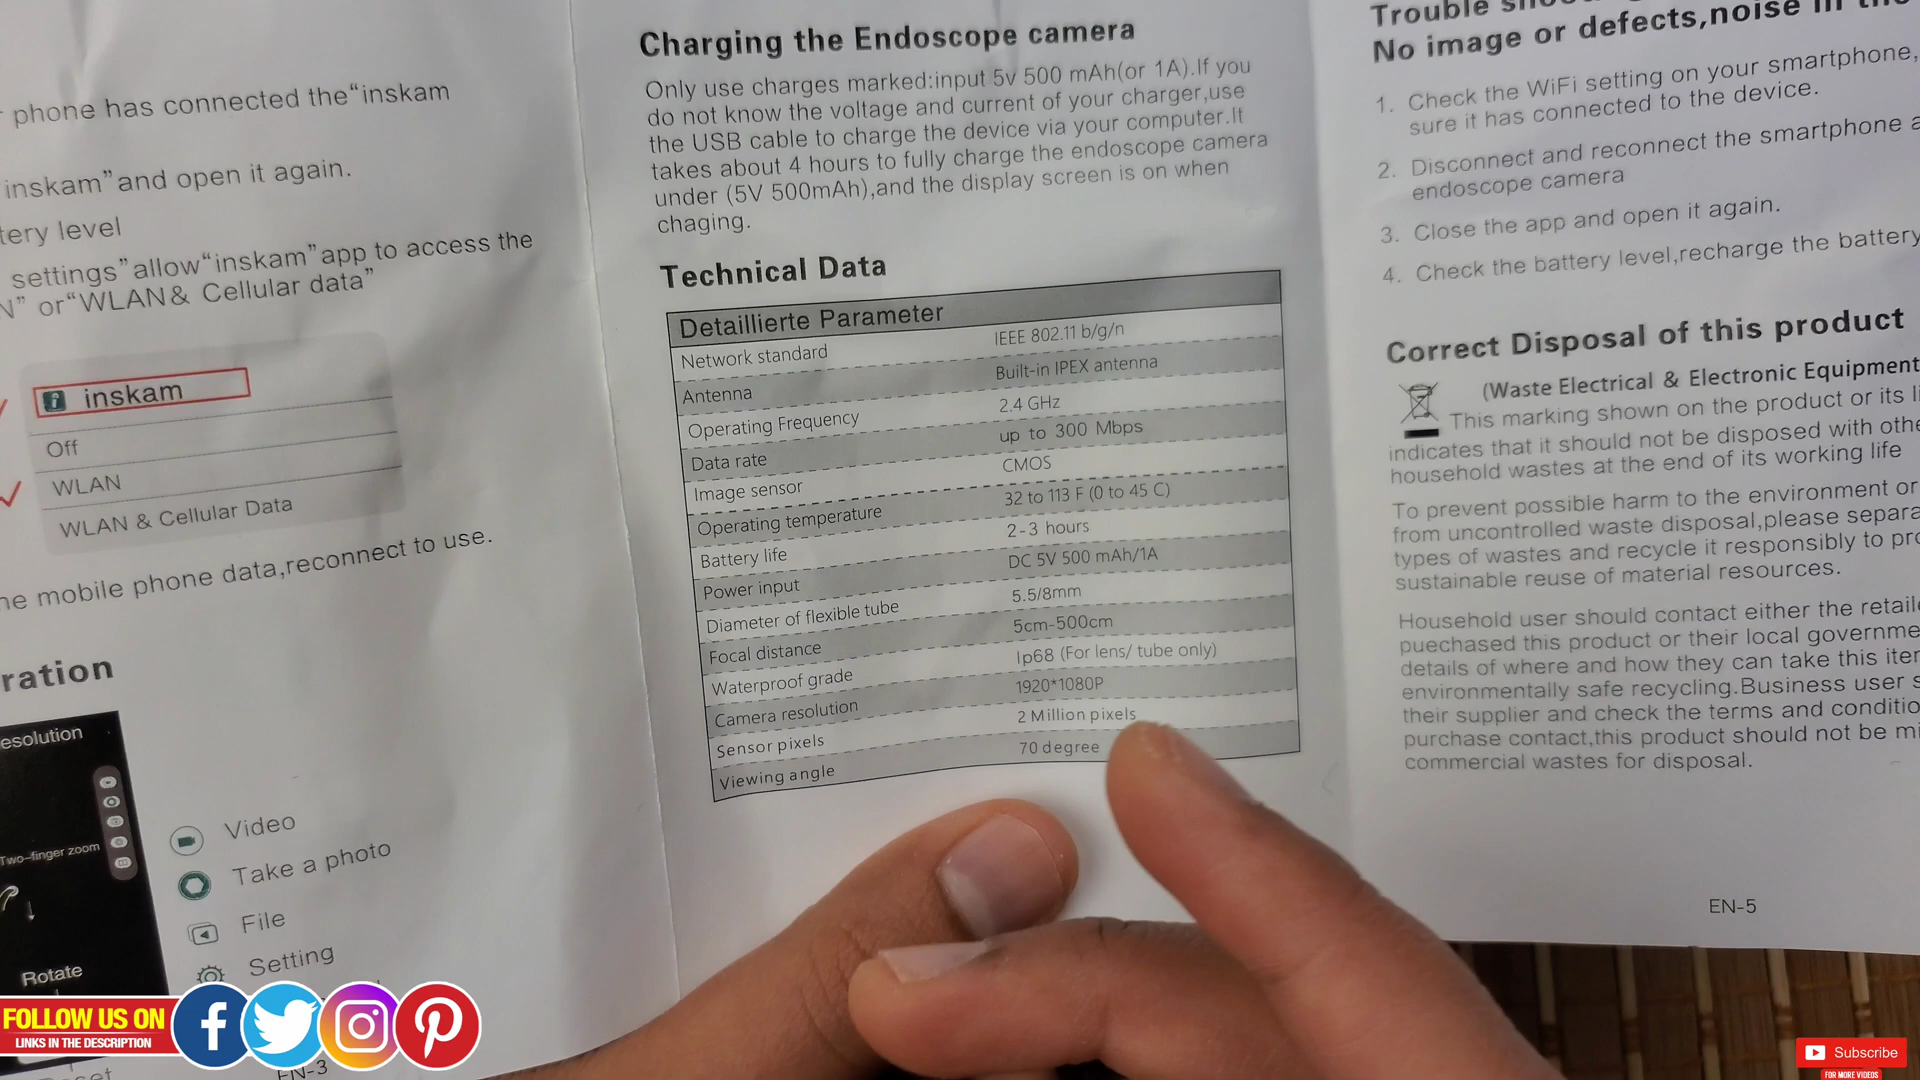 phone has connected the“inskam
inskam”and open it again.
level
settings”allow“inskam”app to access the
or“WLAN& Cellular data”
inskam
Off
WLAN
WLAN & Cellular Data
mobile phone data,reconnect to use.
Two-finger zoom
Rotate
Video
Take a photo
File
Setting
EN-3
Charging the Endoscope camera
Only use charges marked:input 5v 500 mAh(or 1A).If you
do not know the voltage and current of your charger,use
the USB cable to charge the device via your computer.It
takes about 4 hours to fully charge the endoscope camera
under (5V 500mAh),and the display screen is on when
chaging.
Technical Data
Detaillierte Parameter
Network standard IEEE 802.11 b/g/n
Antenna Built-in IPEX antenna
Operating Frequency 2.4 GHz
Data rate up to 300 Mbps
Image sensor CMOS
Operating temperature 32 to 113 F (0 to 45 C)
Battery life 2-3 hours
Power input DC 5V 500 mAh/1A
Diameter of flexible tube 5.5/8mm
Focal distance 5cm-500cm
Waterproof grade Ip68 (For lens/ tube only)
Camera resolution 1920*1080P
Sensor pixels 2 Million pixels
Viewing angle 70 degree
Trouble
No image or defects,noise in
1. Check the WiFi setting on your smartphone,
sure it has connected to the device.
2. Disconnect and reconnect the smartphone
endoscope camera
3. Close the app and open it again.
4. Check the battery level,recharge the battery
Correct Disposal of this product
(Waste Electrical & Electronic Equipment
This marking shown on the product or its
indicates that it should not be disposed with
household wastes at the end of its working life
To prevent possible harm to the environment or
from uncontrolled waste disposal,please
types of wastes and recycle it responsibly to
sustainable reuse of material resources.
Household user should contact either the
puechased this product or their local
details of where and how they can take this
environmentally safe recycling.Business user
their supplier and check the terms and
purchase contact,this product should not be
commercial wastes for disposal.
EN-5
FOLLOW US ON
LINKS IN THE DESCRIPTION
Subscribe
FOR MORE VIDEOS